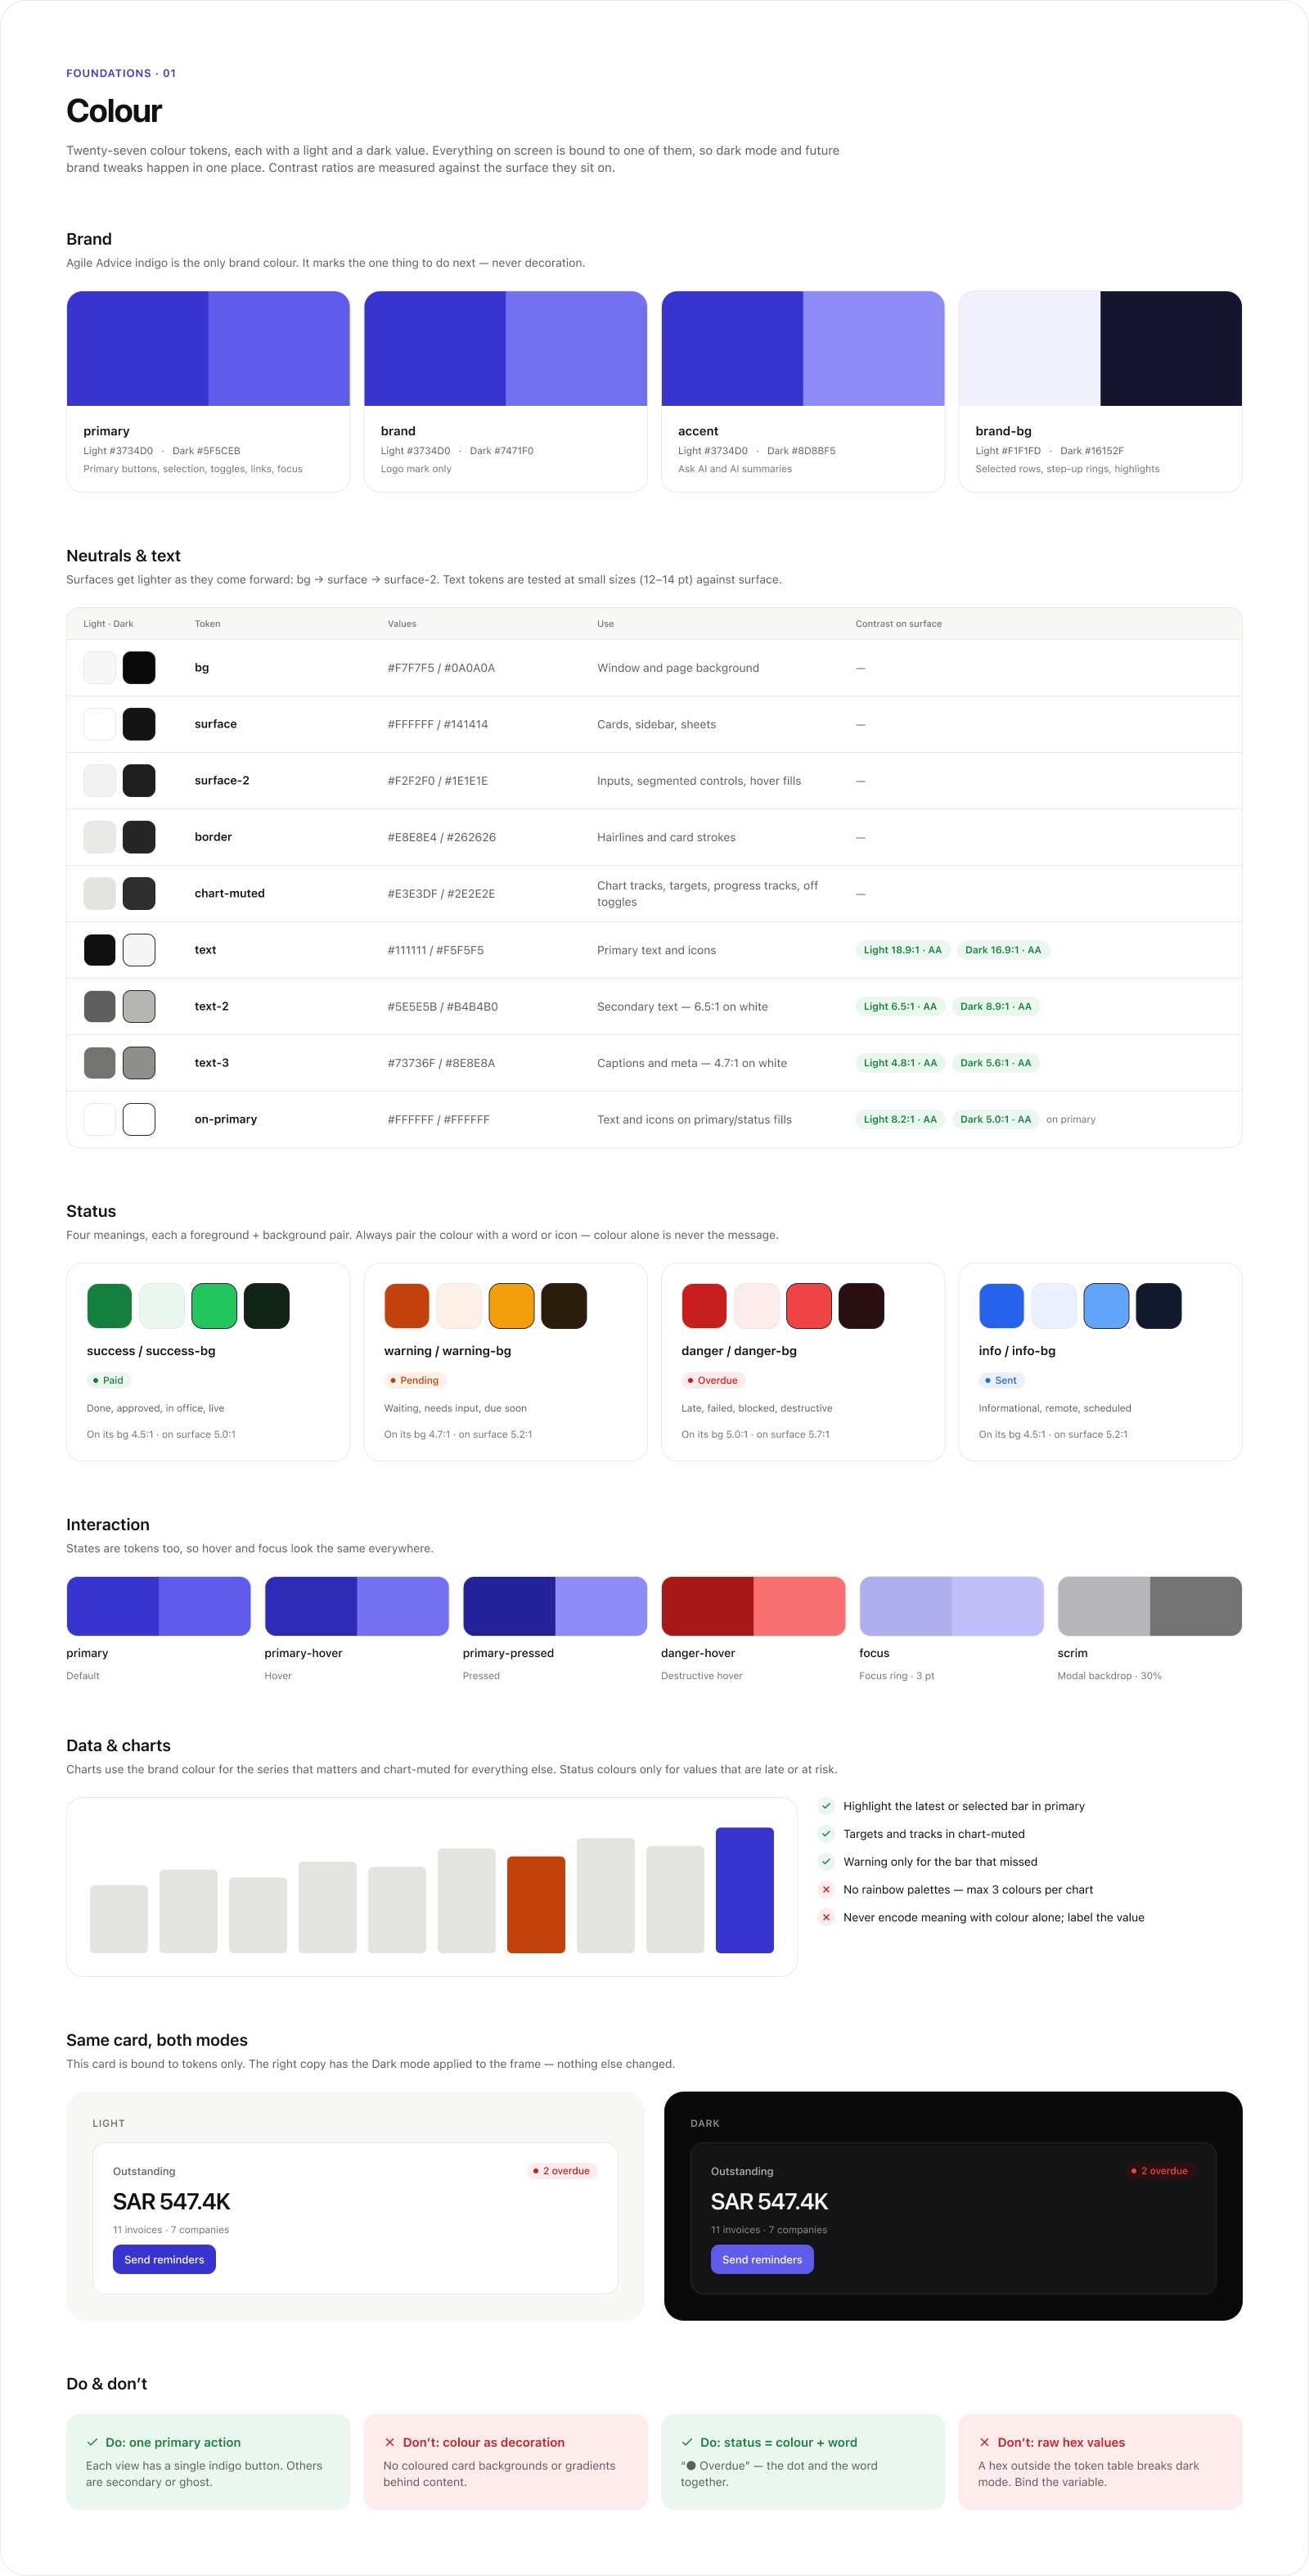 FOUNDATIONS · 01
Colour
Twenty-seven colour tokens, each with a light and a dark value. Everything on screen is bound to one of them, so dark mode and future
brand tweaks happen in one place. Contrast ratios are measured against the surface they sit on.
Brand
Agile Advice indigo is the only brand colour. It marks the one thing to do next — never decoration.
primary
Light #3734D0 · Dark #5F5CEB
Primary buttons, selection, toggles, links, focus
brand
Light #3734D0 · Dark #7471F0
Logo mark only
accent
Light #3734D0 · Dark #8D8BF5
Ask AI and AI summaries
brand-bg
Light #F1F1FD · Dark #16152F
Selected rows, step-up rings, highlights
Neutrals & text
Surfaces get lighter as they come forward: bg → surface → surface-2. Text tokens are tested at small sizes (12–14 pt) against surface.
Light · Dark Token Values Use Contrast on surface
bg #F7F7F5 / #0A0A0A Window and page background —
surface #FFFFFF / #141414 Cards, sidebar, sheets —
surface-2 #F2F2F0 / #1E1E1E Inputs, segmented controls, hover fills —
border #E8E8E4 / #262626 Hairlines and card strokes —
chart-muted #E3E3DF / #2E2E2E Chart tracks, targets, progress tracks, off —
toggles
text #111111 / #F5F5F5 Primary text and icons Light 18.9:1 · AA Dark 16.9:1 · AA
text-2 #5E5E5B / #B4B4B0 Secondary text — 6.5:1 on white Light 6.5:1 · AA Dark 8.9:1 · AA
text-3 #73736F / #8E8E8A Captions and meta — 4.7:1 on white Light 4.8:1 · AA Dark 5.6:1 · AA
on-primary #FFFFFF / #FFFFFF Text and icons on primary/status fills Light 8.2:1 · AA Dark 5.0:1 · AA on primary
Status
Four meanings, each a foreground + background pair. Always pair the colour with a word or icon — colour alone is never the message.
success / success-bg
Paid
Done, approved, in office, live
On its bg 4.5:1 · on surface 5.0:1
warning / warning-bg
Pending
Waiting, needs input, due soon
On its bg 4.7:1 · on surface 5.2:1
danger / danger-bg
Overdue
Late, failed, blocked, destructive
On its bg 5.0:1 · on surface 5.7:1
info / info-bg
Sent
Informational, remote, scheduled
On its bg 4.5:1 · on surface 5.2:1
Interaction
States are tokens too, so hover and focus look the same everywhere.
primary
Default
primary-hover
Hover
primary-pressed
Pressed
danger-hover
Destructive hover
focus
Focus ring · 3 pt
scrim
Modal backdrop · 30%
Data & charts
Charts use the brand colour for the series that matters and chart-muted for everything else. Status colours only for values that are late or at risk.
Highlight the latest or selected bar in primary
Targets and tracks in chart-muted
Warning only for the bar that missed
No rainbow palettes — max 3 colours per chart
Never encode meaning with colour alone; label the value
Same card, both modes
This card is bound to tokens only. The right copy has the Dark mode applied to the frame — nothing else changed.
LIGHT
Outstanding
2 overdue
SAR 547.4K
11 invoices · 7 companies
Send reminders
DARK
Outstanding
2 overdue
SAR 547.4K
11 invoices · 7 companies
Send reminders
Do & don’t
Do: one primary action
Each view has a single indigo button. Others
are secondary or ghost.
Don’t: colour as decoration
No coloured card backgrounds or gradients
behind content.
Do: status = colour + word
“● Overdue” — the dot and the word
together.
Don’t: raw hex values
A hex outside the token table breaks dark
mode. Bind the variable.